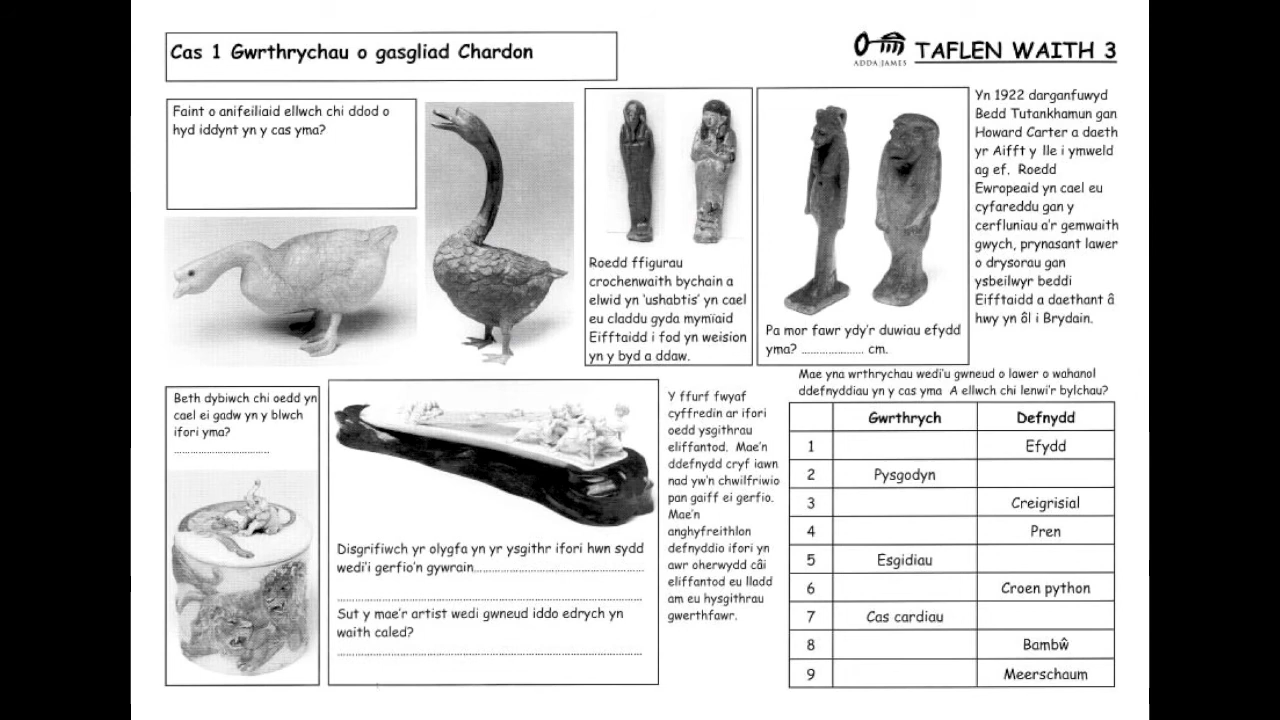 Cas 1 Gwrthrychau o gasgliad Chardon
ADDA|JAMES
TAFLEN WAITH 3
Faint o anifeiliaid ellwch chi ddod o
hyd iddynt yn y cas yma?
Roedd ffigurau
crochenwaith bychain a
elwid yn 'ushabtis' yn cael
eu claddu gyda mymïaid
Eifftaidd i fod yn weision
yn y byd a ddaw.
Pa mor fawr ydy'r duwiau efydd
yma? ..................... cm.
Yn 1922 darganfuwyd
Bedd Tutankhamun gan
Howard Carter a daeth
yr Aifft y lle i ymweld
ag ef. Roedd
Ewropeaid yn cael eu
cyfareddu gan y
cerfluniau a'r gemwaith
gwych, prynasant lawer
o drysorau gan
ysbeilwyr beddi
Eifftaidd a daethant â
hwy yn ôl i Brydain.
Beth dybiwch chi oedd yn
cael ei gadw yn y blwch
ifori yma?
................................
Disgrifiwch yr olygfa yn yr ysgithr ifori hwn sydd
wedi'i gerfio'n gywrain.........................................................
........................................................................................................
Sut y mae'r artist wedi gwneud iddo edrych yn
waith caled?
........................................................................................................
Y ffurf fwyaf
cyffredin ar ifori
oedd ysgithrau
eliffantod. Mae'n
ddefnydd cryf iawn
nad yw'n chwilfriwio
pan gaiff ei gerfio.
Mae'n
anghyfreithlon
defnyddio ifori yn
awr oherwydd câi
eliffantod eu lladd
am eu hysgithrau
gwerthfawr.
Mae yna wrthrychau wedi'u gwneud o lawer o wahanol
ddefnyddiau yn y cas yma A ellwch chi lenwi'r bylchau?
Gwrthrych Defnydd
1 Efydd
2 Pysgodyn
3 Creigrisial
4 Pren
5 Esgidiau
6 Croen python
7 Cas cardiau
8 Bambŵ
9 Meerschaum